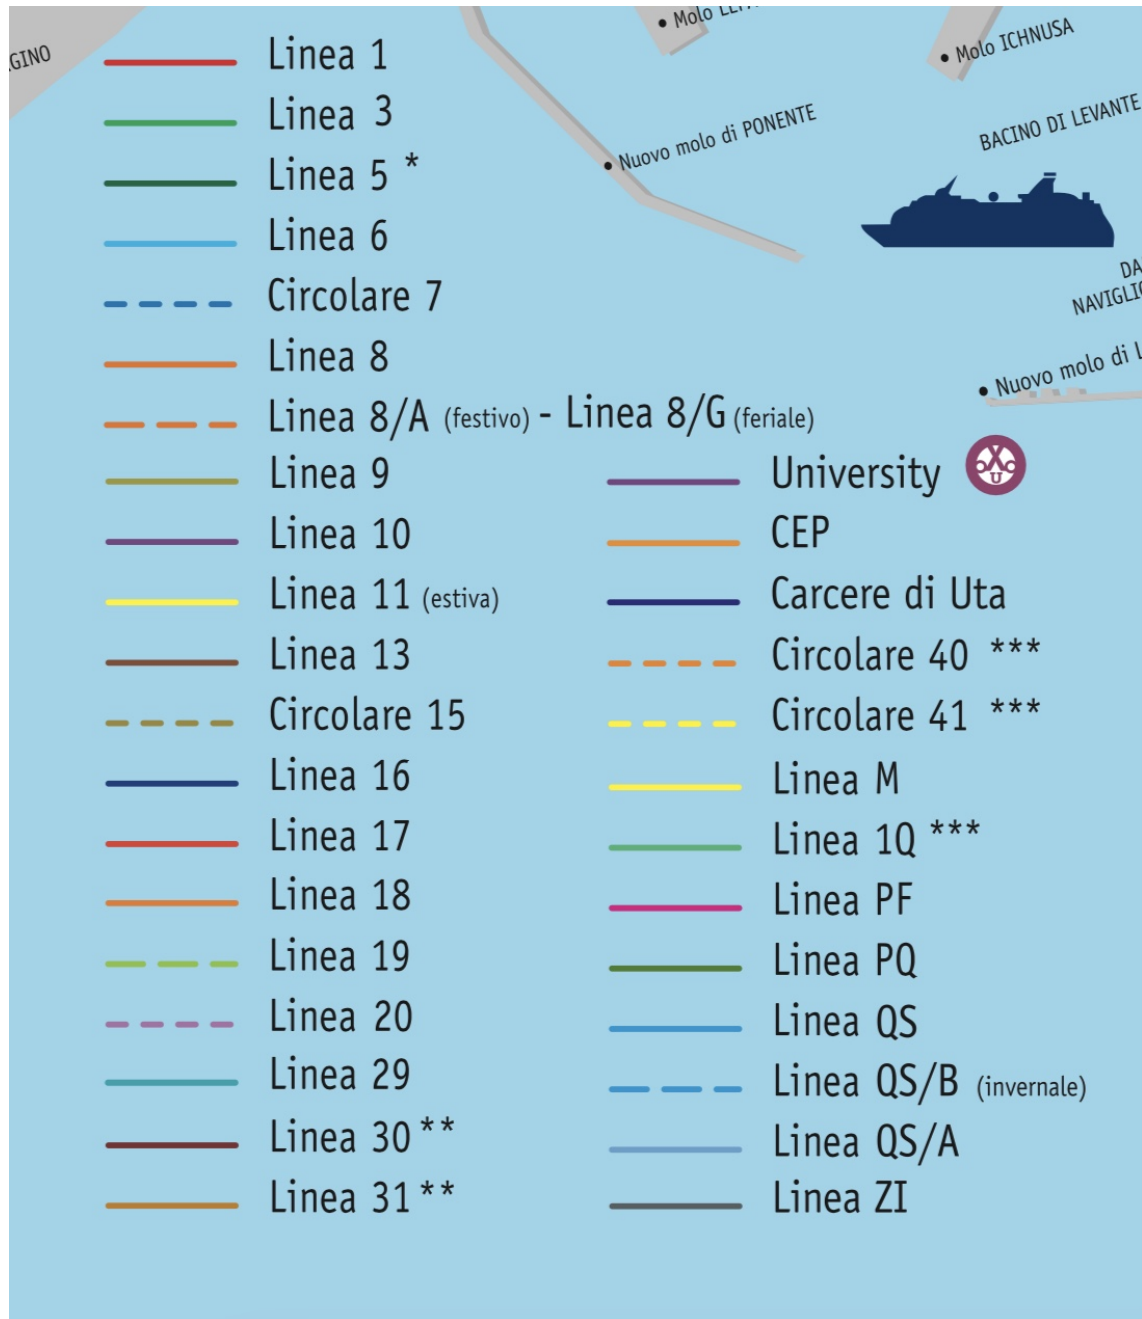 Molo
Molo ICHNUSA
Nuovo molo di PONENTE
BACINO DI LEVANTE
Nuovo molo di
Linea 1
Linea 3
Linea 5 *
Linea 6
Circolare 7
Linea 8
Linea 8/A (festivo) - Linea 8/G (feriale)
Linea 9
Linea 10
Linea 11 (estiva)
Linea 13
Circolare 15
Linea 16
Linea 17
Linea 18
Linea 19
Linea 20
Linea 29
Linea 30 **
Linea 31 **
University
U
CEP
Carcere di Uta
Circolare 40 ***
Circolare 41 ***
Linea M
Linea 1Q ***
Linea PF
Linea PQ
Linea QS
Linea QS/B (invernale)
Linea QS/A
Linea ZI